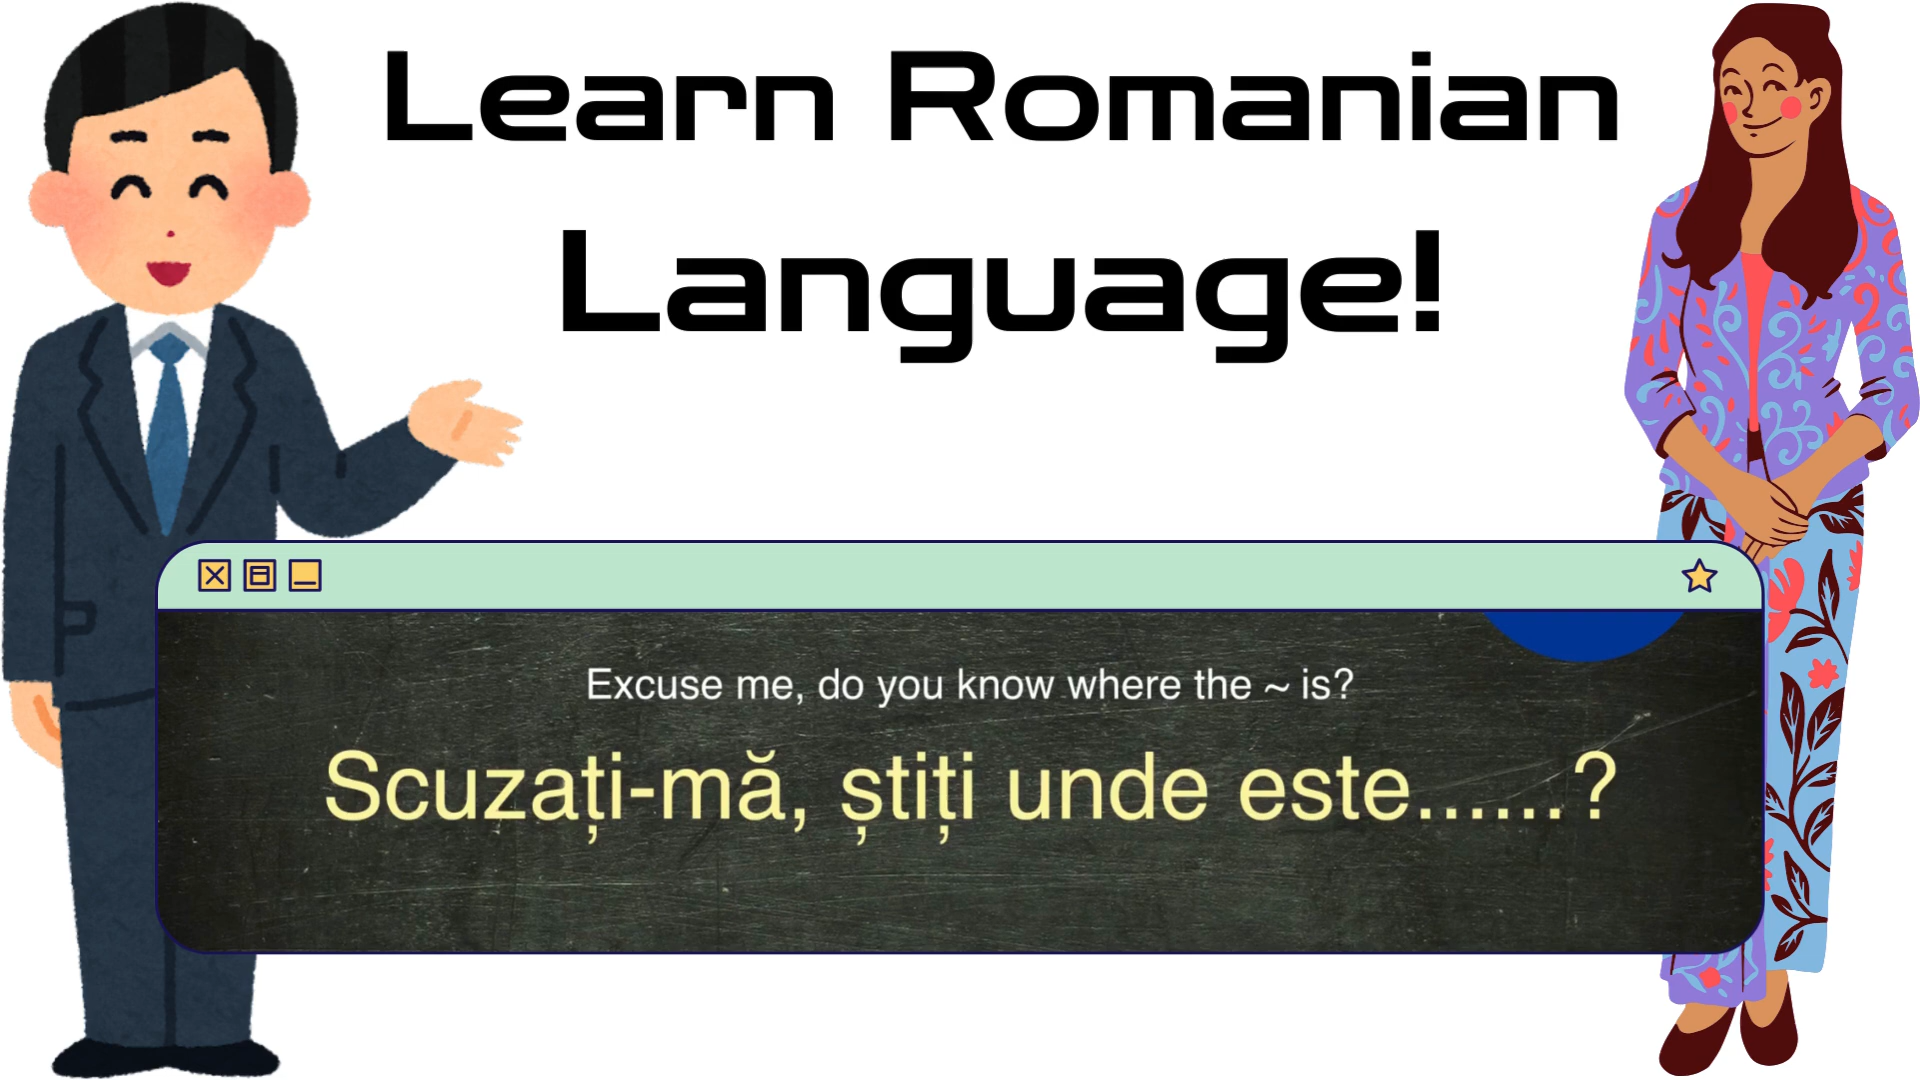 Learn Romanian
Language!
Excuse me, do you know where the ~ is?
Scuzați-mă, știți unde este......?